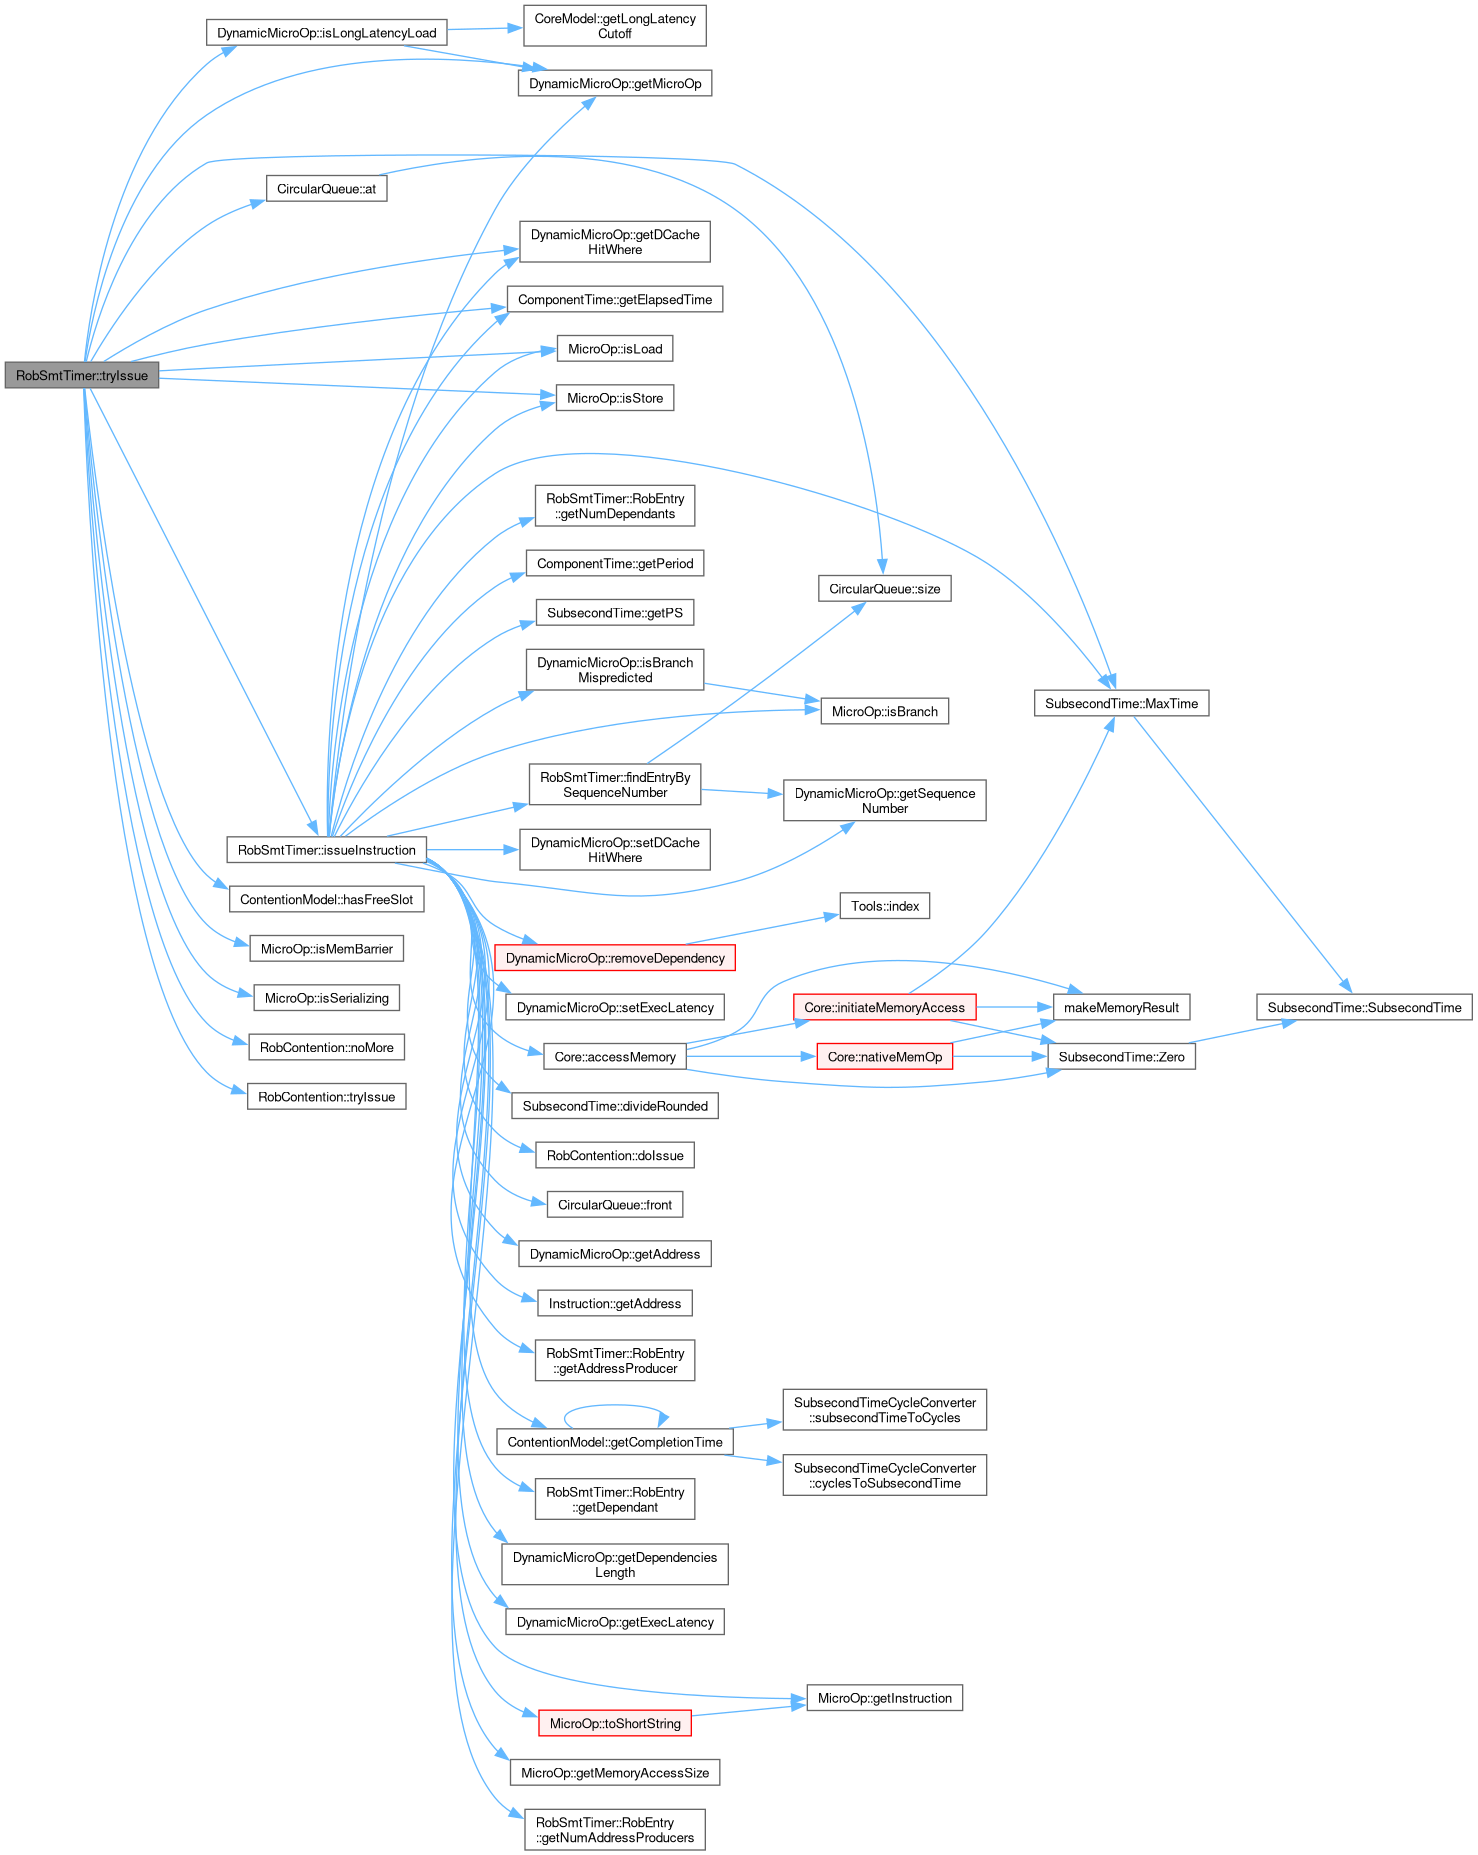 DynamicMicroOp::isLongLatencyLoad
CoreModel::getLongLatency
Cutoff
DynamicMicroOp::getMicroOp
CircularQueue::at
DynamicMicroOp::getDCache
HitWhere
ComponentTime::getElapsedTime
MicroOp::isLoad
RobSmtTimer::tryIssue
MicroOp::isStore
RobSmtTimer::RobEntry
::getNumDependants
ComponentTime::getPeriod
CircularQueue::size
SubsecondTime::getPS
DynamicMicroOp::isBranch
Mispredicted
SubsecondTime::MaxTime
MicroOp::isBranch
RobSmtTimer::findEntryBy
SequenceNumber
DynamicMicroOp::getSequence
Number
RobSmtTimer::issueInstruction
DynamicMicroOp::setDCache
HitWhere
ContentionModel::hasFreeSlot
Tools::index
MicroOp::isMemBarrier
DynamicMicroOp::removeDependency
MicroOp::isSerializing
DynamicMicroOp::setExecLatency
Core::initiateMemoryAccess
makeMemoryResult
SubsecondTime::SubsecondTime
RobContention::noMore
Core::accessMemory
Core::nativeMemOp
SubsecondTime::Zero
RobContention::tryIssue
SubsecondTime::divideRounded
RobContention::doIssue
CircularQueue::front
DynamicMicroOp::getAddress
Instruction::getAddress
RobSmtTimer::RobEntry
::getAddressProducer
SubsecondTimeCycleConverter
::subsecondTimeToCycles
ContentionModel::getCompletionTime
SubsecondTimeCycleConverter
::cyclesToSubsecondTime
RobSmtTimer::RobEntry
::getDependant
DynamicMicroOp::getDependencies
Length
DynamicMicroOp::getExecLatency
MicroOp::getInstruction
MicroOp::toShortString
MicroOp::getMemoryAccessSize
RobSmtTimer::RobEntry
::getNumAddressProducers